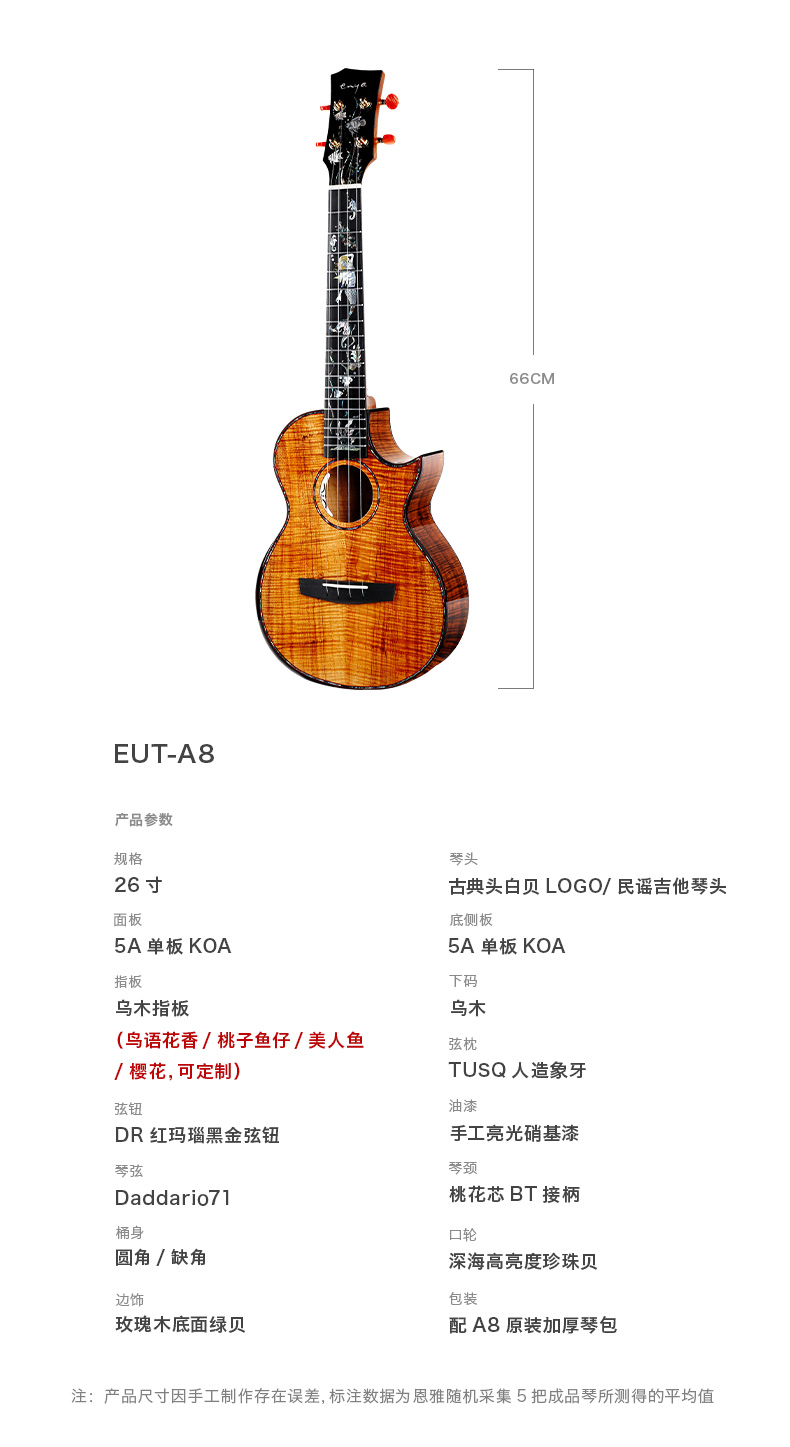 enya
66CM
EUT-A8
产品参数
规格
26 寸
琴头
古典头白贝 LOGO/ 民谣吉他琴头
面板
5A 单板 KOA
底侧板
5A 单板 KOA
指板
乌木指板
(鸟语花香 / 桃子鱼仔 / 美人鱼
/ 樱花, 可定制)
下码
乌木
弦枕
TUSQ 人造象牙
弦钮
DR 红玛瑙黑金弦钮
油漆
手工亮光硝基漆
琴弦
Daddario71
琴颈
桃花芯 BT 接柄
桶身
圆角 / 缺角
口轮
深海高亮度珍珠贝
边饰
玫瑰木底面绿贝
包装
配 A8 原装加厚琴包
注：产品尺寸因手工制作存在误差, 标注数据为恩雅随机采集 5 把成品琴所测得的平均值